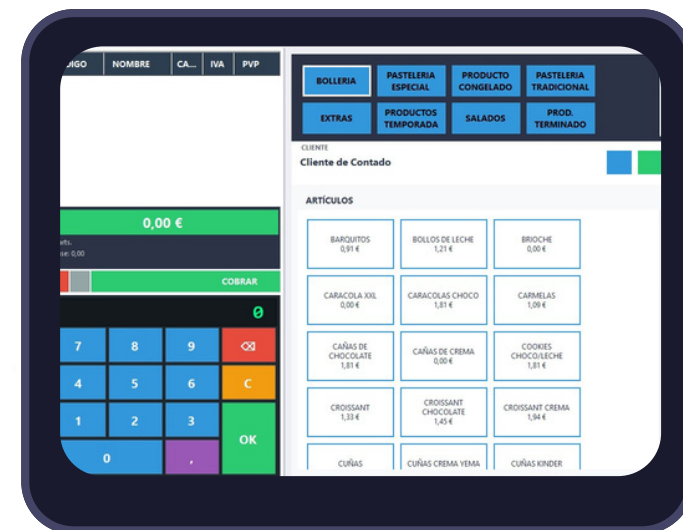 DIGO NOMBRE CA... IVA PVP
0,00 €
arts.
se: 0,00
COBRAR
0
7 8 9
4 5 6 C
1 2 3
OK
0 ,
BOLLERIA
PASTELERIA
ESPECIAL
PRODUCTO
CONGELADO
PASTELERIA
TRADICIONAL
EXTRAS
PRODUCTOS
TEMPORADA
SALADOS
PROD.
TERMINADO
CLIENTE
Cliente de Contado
ARTÍCULOS
BARQUITOS
0,91 €
BOLLOS DE LECHE
1,21 €
BRIOCHE
0,00 €
CARACOLA XXL
0,00 €
CARACOLAS CHOCO
1,81 €
CARMELAS
1,09 €
CAÑAS DE
CHOCOLATE
1,81 €
CAÑAS DE CREMA
0,00 €
COOKIES
CHOCO/LECHE
1,81 €
CROISSANT
1,33 €
CROISSANT
CHOCOLATE
1,45 €
CROISSANT CREMA
1,94 €
CUÑAS
CUÑAS CREMA YEMA
CUÑAS KINDER